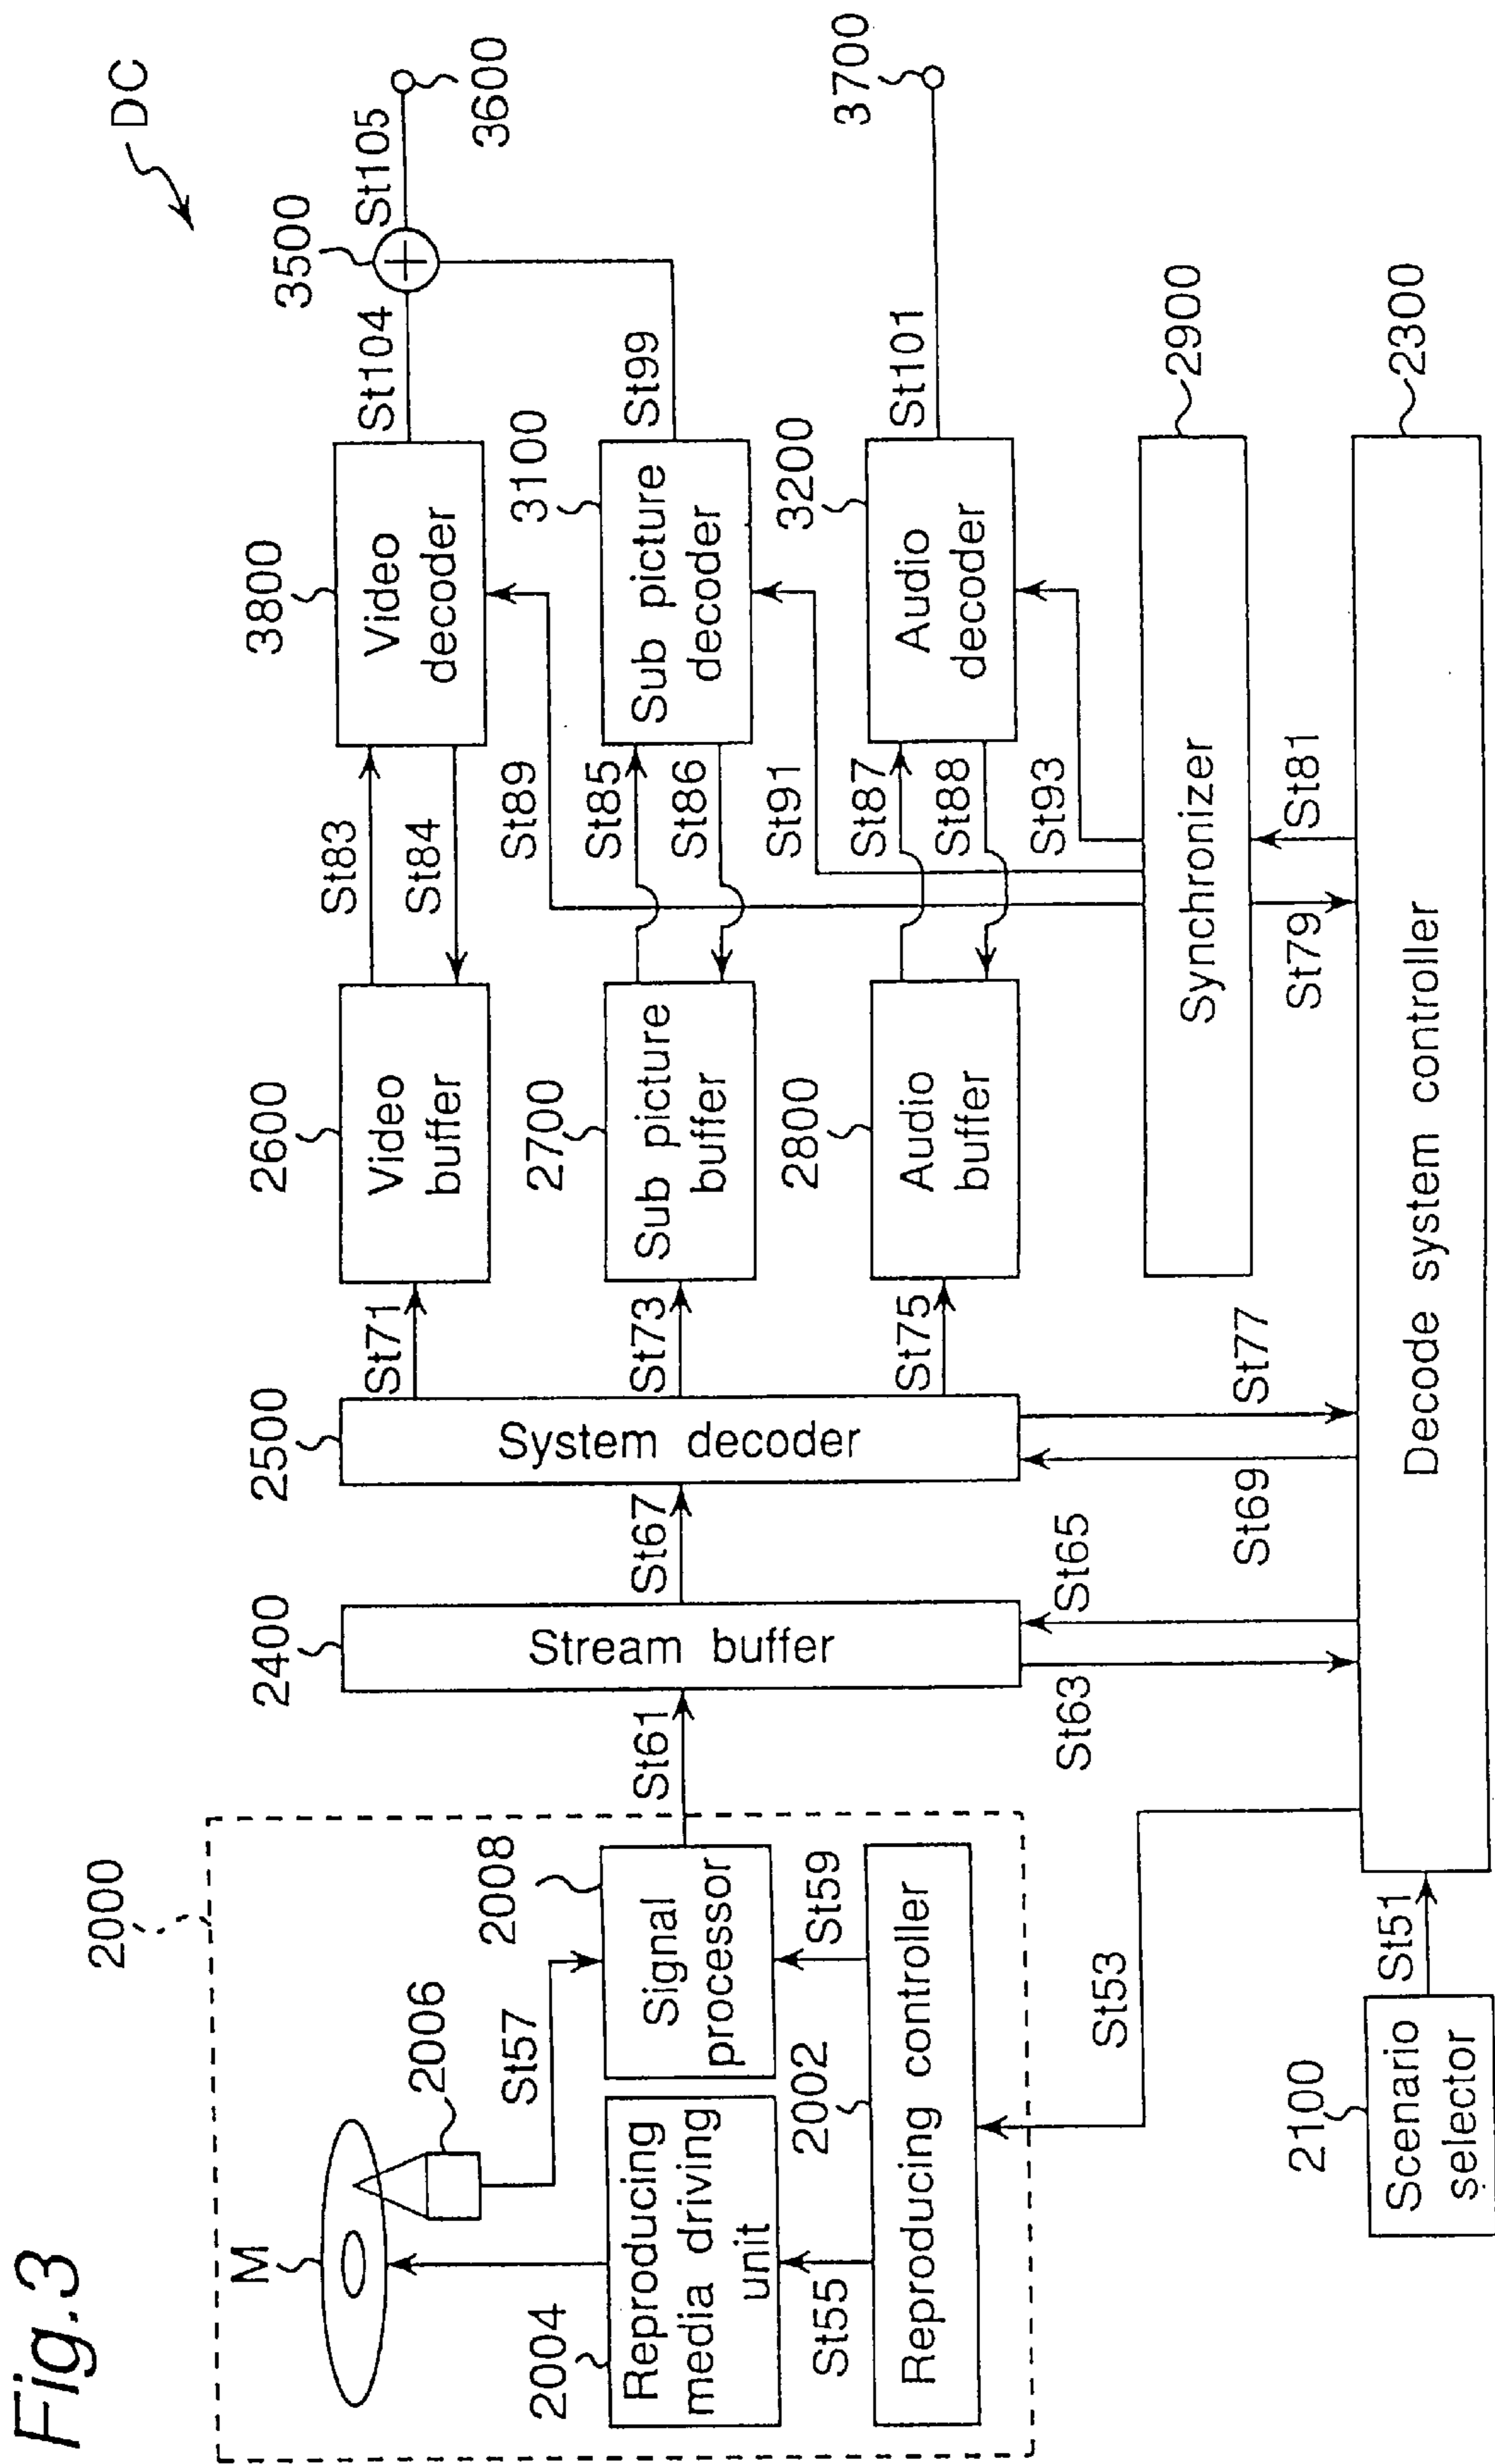 Fig.3
DC
2000
M
2006
St57
2004
Reproducing
media driving
unit
2008
Signal
processor
St55
St59
2002
Reproducing controller
St53
2100
Scenario
selector
St51
St61
2400
Stream buffer
St63
St65
St67
2500
System decoder
St69
St77
St71
St73
St75
2600
Video
buffer
2700
Sub picture
buffer
2800
Audio
buffer
St83
St84
St89
St85
St86
St91
St87
St88
St93
3800
Video
decoder
3100
Sub picture
decoder
3200
Audio
decoder
St104
3500
St105
3600
St99
St101
3700
Synchronizer
2900
St79
St81
Decode system controller
2300